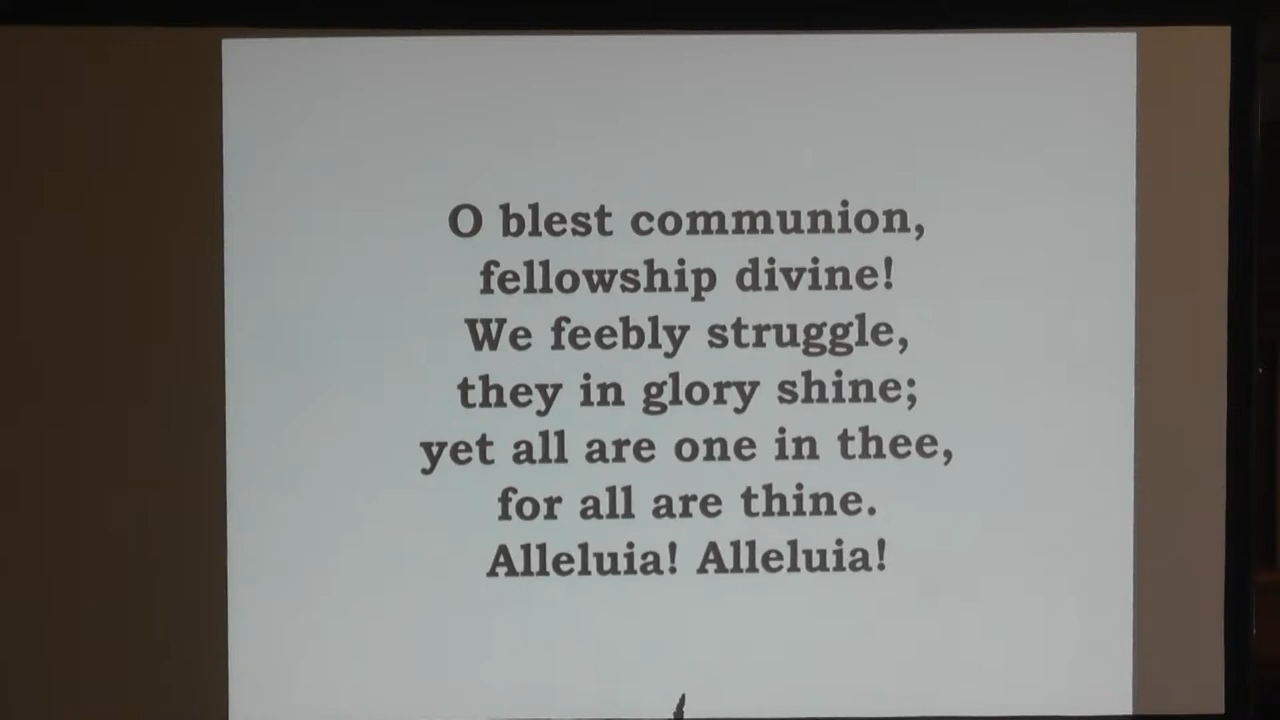 O blest communion,
fellowship divine!
We feebly struggle,
they in glory shine;
yet all are one in thee,
for all are thine.
Alleluia! Alleluia!